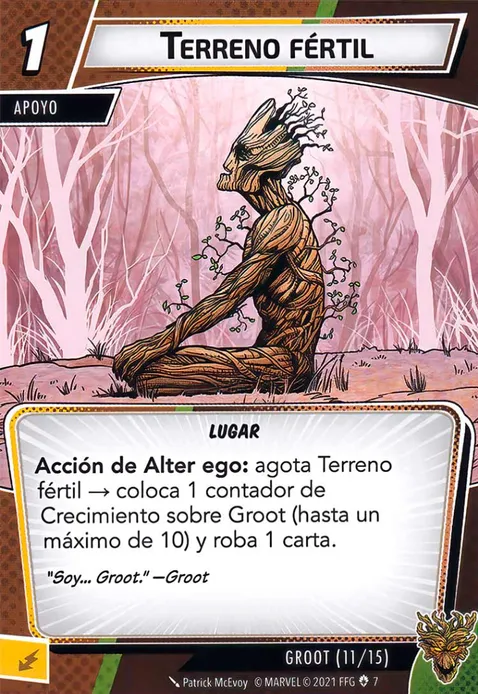 1
TERRENO FÉRTIL
APOYO
LUGAR
Acción de Alter ego: agota Terreno
fértil → coloca 1 contador de
Crecimiento sobre Groot (hasta un
máximo de 10) y roba 1 carta.
"Soy... Groot." —Groot
GROOT (11/15)
Patrick McEvoy © MARVEL © 2021 FFG 7